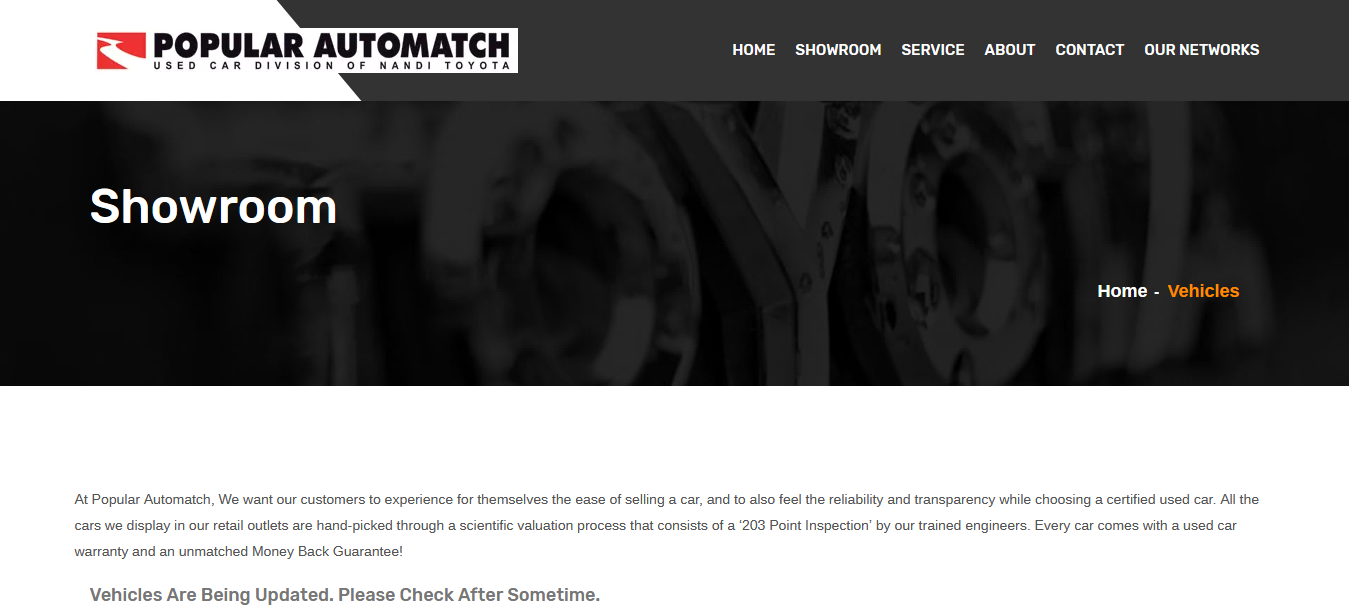 POPULAR AUTOMATCH
USED CAR DIVISION OF NANDI TOYOTA
HOME SHOWROOM SERVICE ABOUT CONTACT OUR NETWORKS
Showroom
Home - Vehicles
At Popular Automatch, We want our customers to experience for themselves the ease of selling a car, and to also feel the reliability and transparency while choosing a certified used car. All the
cars we display in our retail outlets are hand-picked through a scientific valuation process that consists of a ‘203 Point Inspection’ by our trained engineers. Every car comes with a used car
warranty and an unmatched Money Back Guarantee!
Vehicles Are Being Updated. Please Check After Sometime.